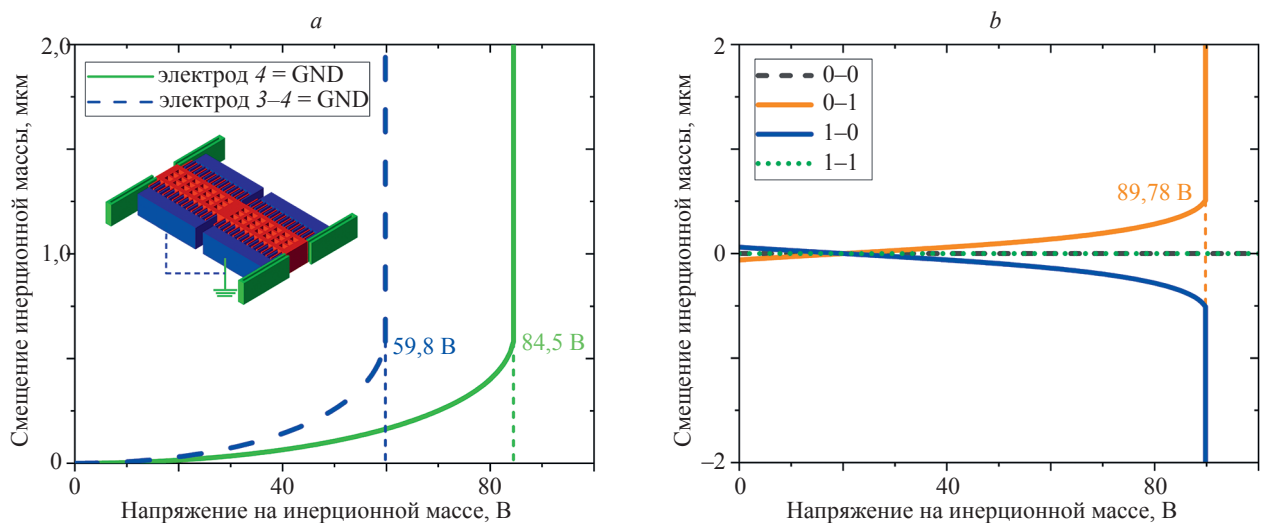 a
Смещение инерционной массы, мкм
2,0
1,0
0
электрод 4 = GND
электрод 3–4 = GND
59,8 В
84,5 В
0
40
80
Напряжение на инерционной массе, В
b
Смещение инерционной массы, мкм
2
0
–2
0–0
0–1
1–0
1–1
89,78 В
0
40
80
Напряжение на инерционной массе, В